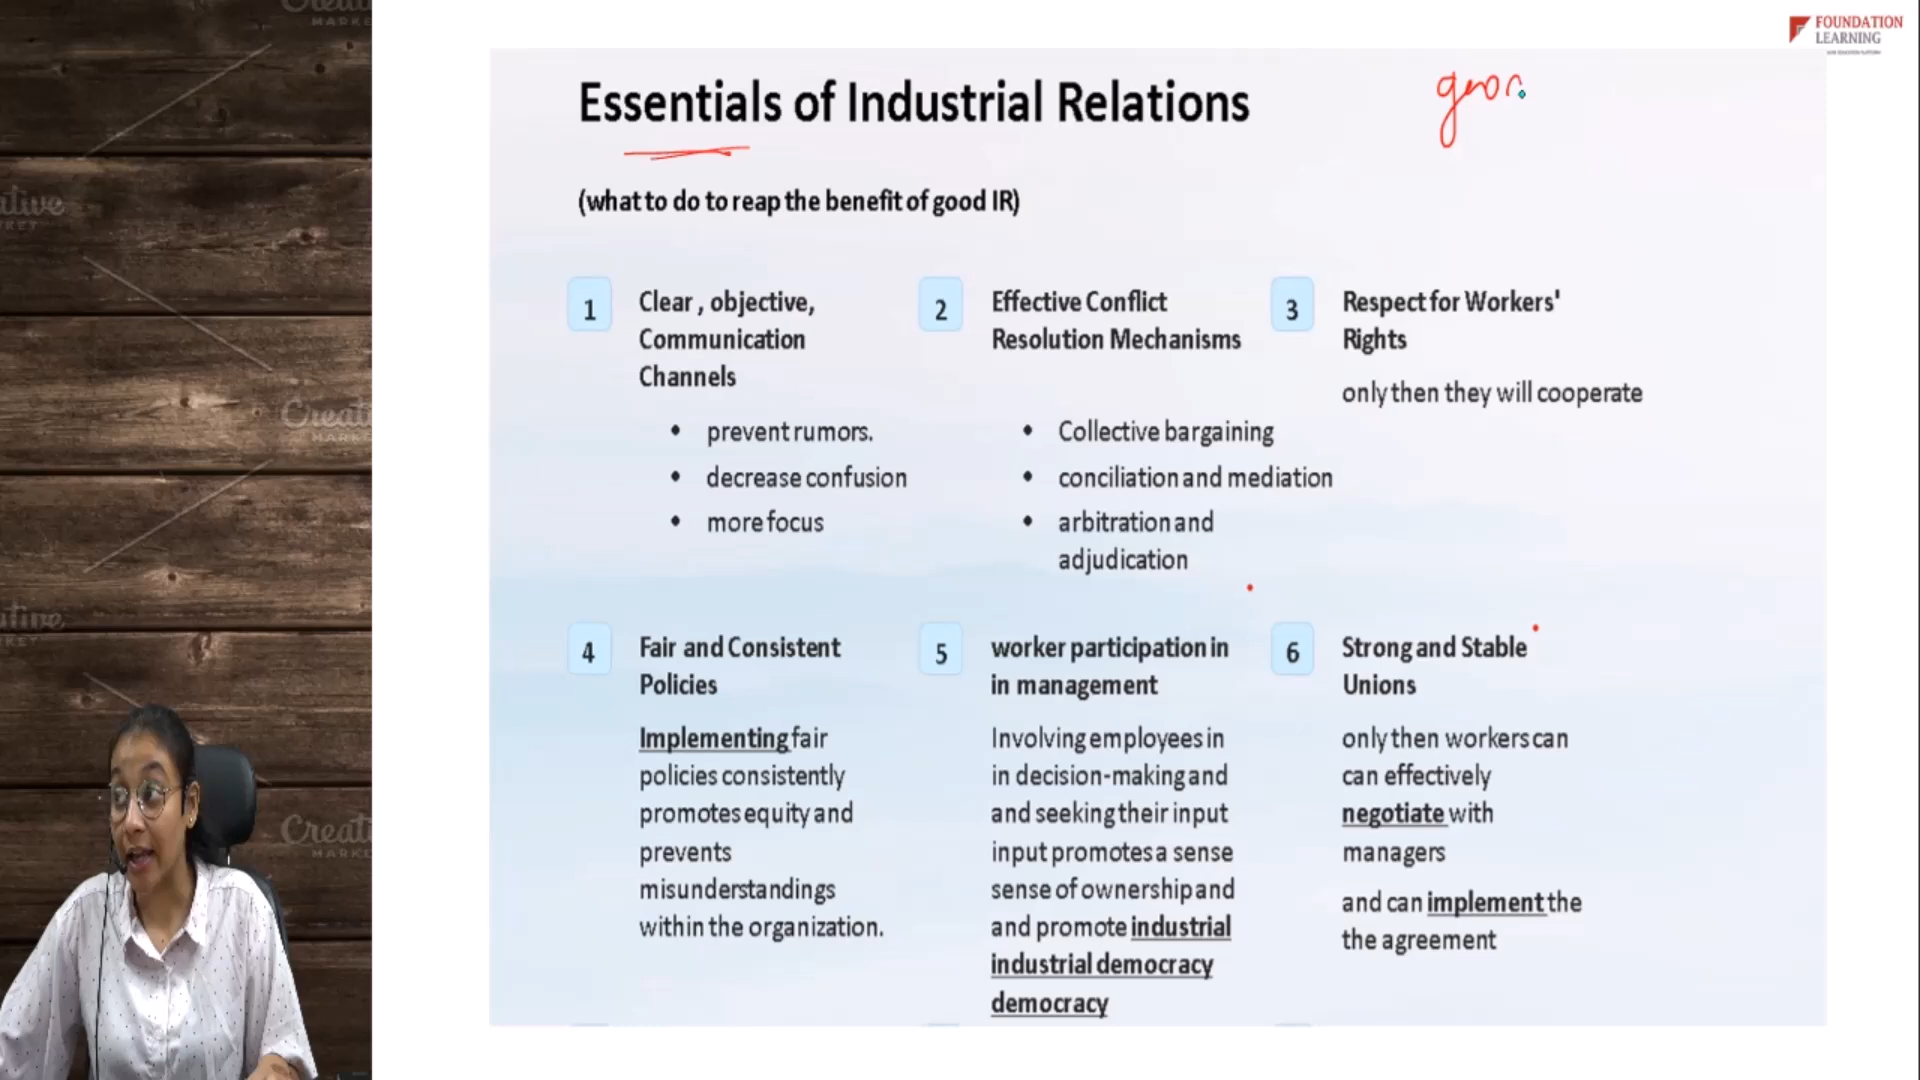 FOUNDATION
LEARNING
Essentials of Industrial Relations
(what to do to reap the benefit of good IR)
1
Clear , objective,
Communication
Channels
• prevent rumors.
• decrease confusion
• more focus
2
Effective Conflict
Resolution Mechanisms
• Collective bargaining
• conciliation and mediation
• arbitration and
adjudication
3
Respect for Workers'
Rights
only then they will cooperate
4
Fair and Consistent
Policies
Implementing fair
policies consistently
promotes equity and
prevents
misunderstandings
within the organization.
5
worker participation in
in management
Involving employees in
in decision-making and
and seeking their input
input promotes a sense
sense of ownership and
and promote industrial
industrial democracy
democracy
6
Strong and Stable
Unions
only then workers can
can effectively
negotiate with
managers
and can implement the
the agreement
Creative
MARKET